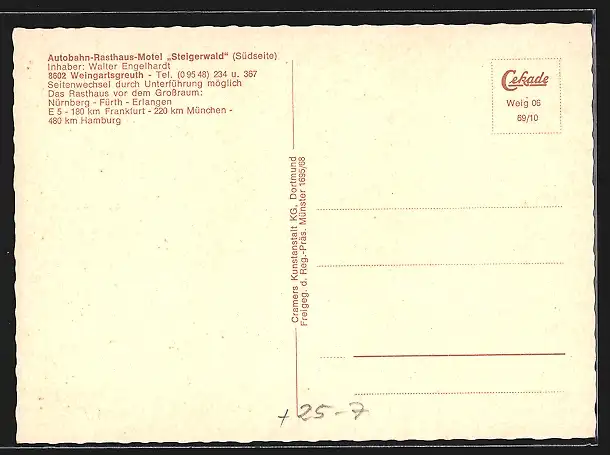 Autobahn-Rasthaus-Motel „Steigerwald“ (Südseite)
Inhaber: Walter Engelhardt
8602 Weingartsgreuth - Tel. (0 95 48) 234 u. 367
Seitenwechsel durch Unterführung möglich
Das Rasthaus vor dem Großraum:
Nürnberg - Fürth - Erlangen
E 5 - 180 km Frankfurt - 220 km München -
480 km Hamburg
Cramers Kunstanstalt KG, Dortmund
Freigeg. d. Reg.-Präs. Münster 1695/68
Cekade
Weig 06
69/10
+ 25-7